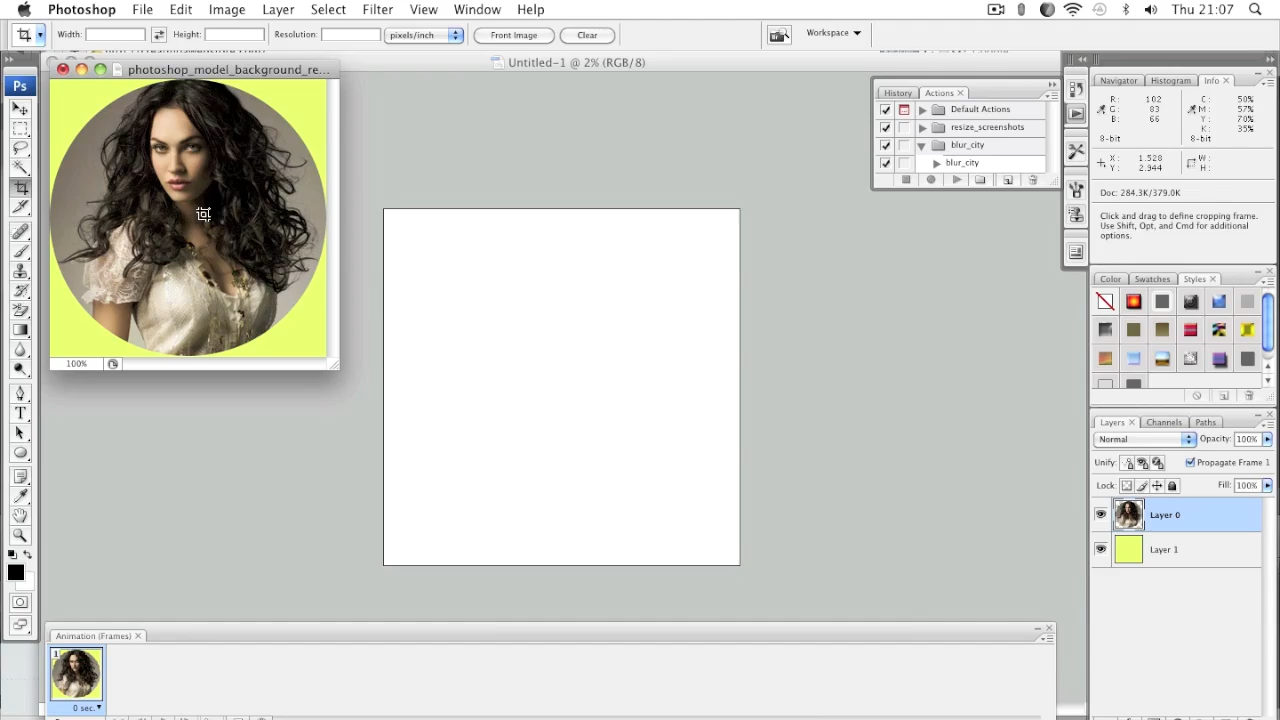 Photoshop File Edit Image Layer Select Filter View Window Help Thu 21:07
Width: Height: Resolution: pixels/inch Front Image Clear Workspace
Untitled-1 @ 2% (RGB/8)
photoshop_model_background_re...
Ps
100%
History Actions
Default Actions
resize_screenshots
blur_city
blur_city
Navigator Histogram Info
R: 102 C: 50%
G: 83 M: 57%
B: 66 Y: 70%
K: 35%
8-bit 8-bit
X: 1.528 W:
Y: 2.944 H:
Doc: 284.3K/379.0K
Click and drag to define cropping frame.
Use Shift, Opt, and Cmd for additional
options.
Color Swatches Styles
Layers Channels Paths
Normal Opacity: 100%
Unify: Propagate Frame 1
Lock: Fill: 100%
Layer 0
Layer 1
T
Animation (Frames)
1
0 sec.